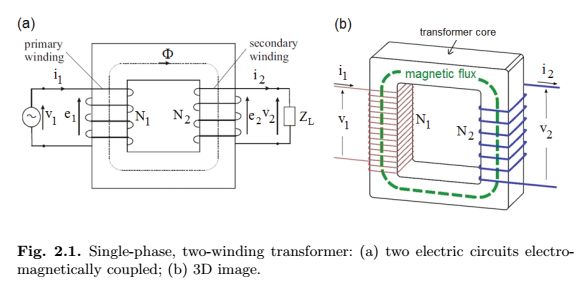 (a)
primary
winding
secondary
winding
Φ
i₁
i₂
v₁
e₁
N₁
N₂
e₂
v₂
Z_L
(b)
transformer core
magnetic flux
i₁
i₂
v₁
N₁
N₂
v₂
Fig. 2.1. Single-phase, two-winding transformer: (a) two electric circuits electro-
magnetically coupled; (b) 3D image.